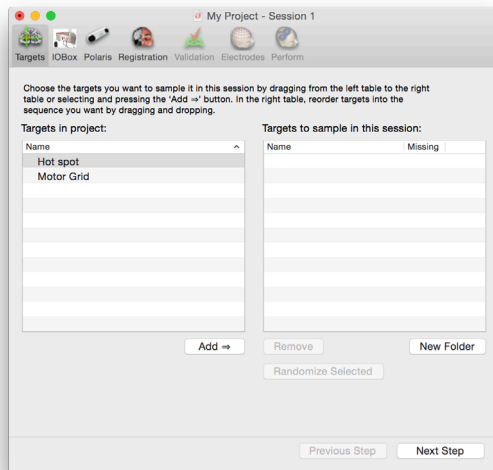 My Project - Session 1
Targets IOBox Polaris Registration Validation Electrodes Perform
Choose the targets you want to sample it in this session by dragging from the left table to the right
table or selecting and pressing the 'Add ⇒' button. In the right table, reorder targets into the
sequence you want by dragging and dropping.
Targets in project:
Targets to sample in this session:
Name
Name Missing
Hot spot
Motor Grid
Add ⇒
Remove
New Folder
Randomize Selected
Previous Step
Next Step